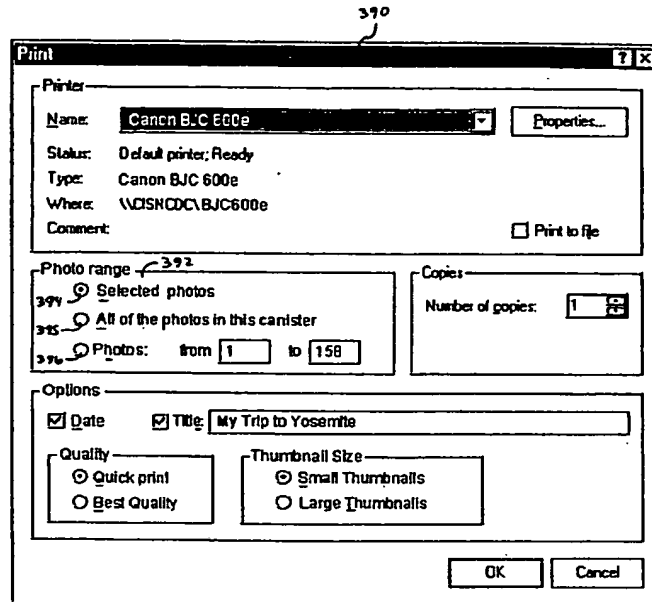 390
Print ? X
Printer
Name: Canon BJC 600e Properties...
Status: Default printer; Ready
Type: Canon BJC 600e
Where: \\CISNCDC\BJC600e
Comment: Print to file
Photo range 392
394 Selected photos
395 All of the photos in this canister
396 Photos: from 1 to 158
Copies
Number of copies: 1
Options
Date Title: My Trip to Yosemite
Quality
Quick print
Best Quality
Thumbnail Size
Small Thumbnails
Large Thumbnails
OK Cancel